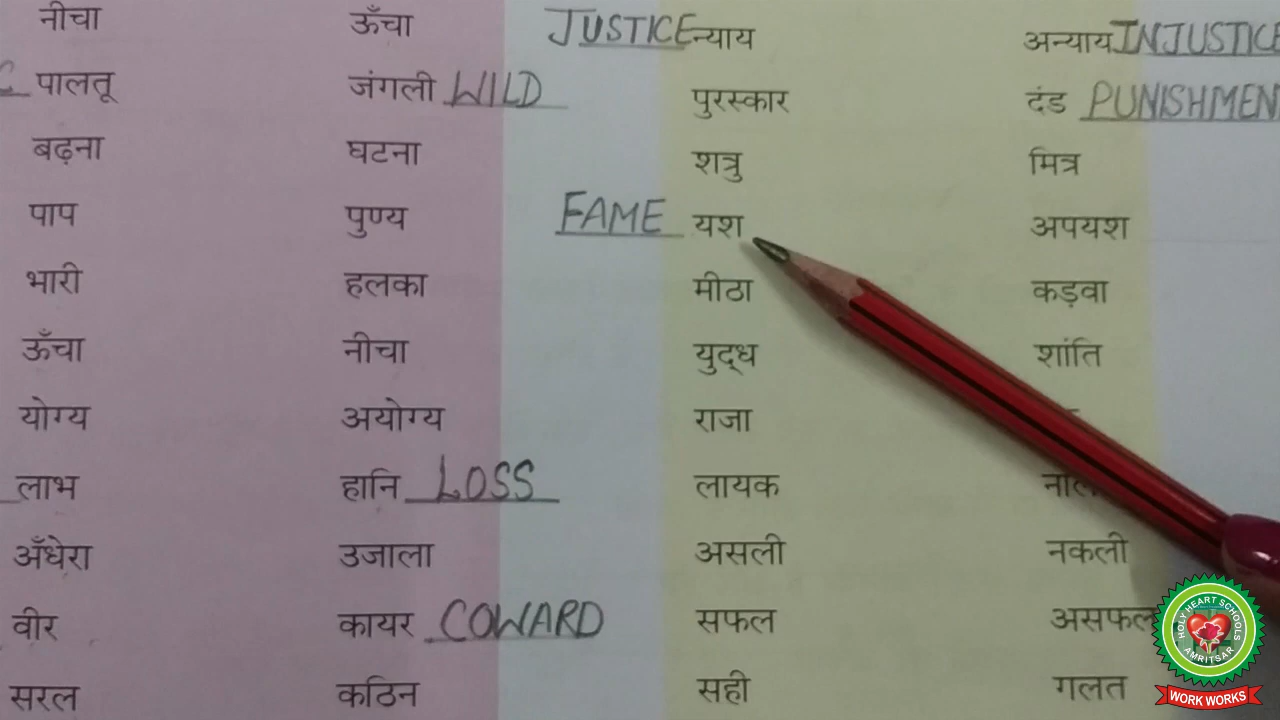 नीचा ऊँचा JUSTICE न्याय अन्याय INJUSTICE
पालतू जंगली WILD पुरस्कार दंड PUNISHMEN
बढ़ना घटना शत्रु मित्र
पाप पुण्य FAME यश अपयश
भारी हलका मीठा कड़वा
ऊँचा नीचा युद्ध शांति
योग्य अयोग्य राजा
लाभ हानि LOSS लायक
अँधेरा उजाला असली नकली
वीर कायर COWARD सफल असफल
सरल कठिन सही गलत
HOLY HEART SCHOOLS
AMRITSAR
WORK WORKS